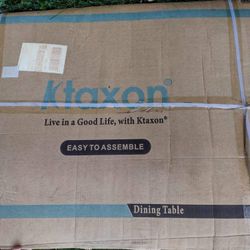 Ktaxon®
Live in a Good Life, with Ktaxon®
EASY TO ASSEMBLE
Dining Table